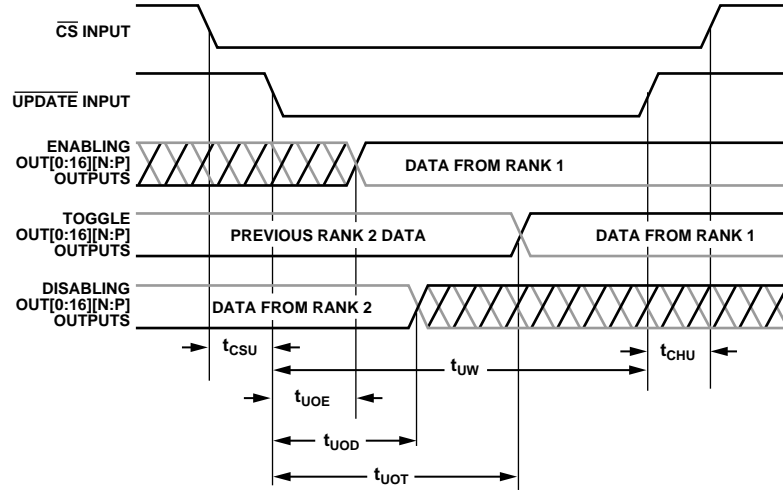 CS INPUT
UPDATE INPUT
ENABLING
OUT[0:16][N:P]
OUTPUTS
DATA FROM RANK 1
TOGGLE
OUT[0:16][N:P]
OUTPUTS
PREVIOUS RANK 2 DATA
DATA FROM RANK 1
DISABLING
OUT[0:16][N:P]
OUTPUTS
DATA FROM RANK 2
tCSU
tUW
tCHU
tUOE
tUOD
tUOT